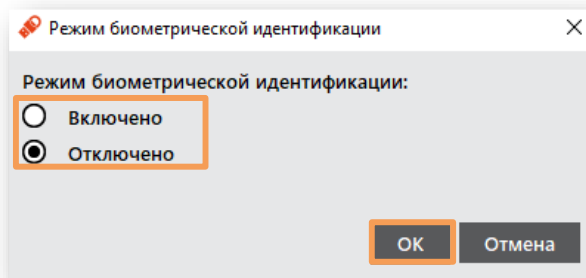 Режим биометрической идентификации
Режим биометрической идентификации:
Включено
Отключено
ОК Отмена